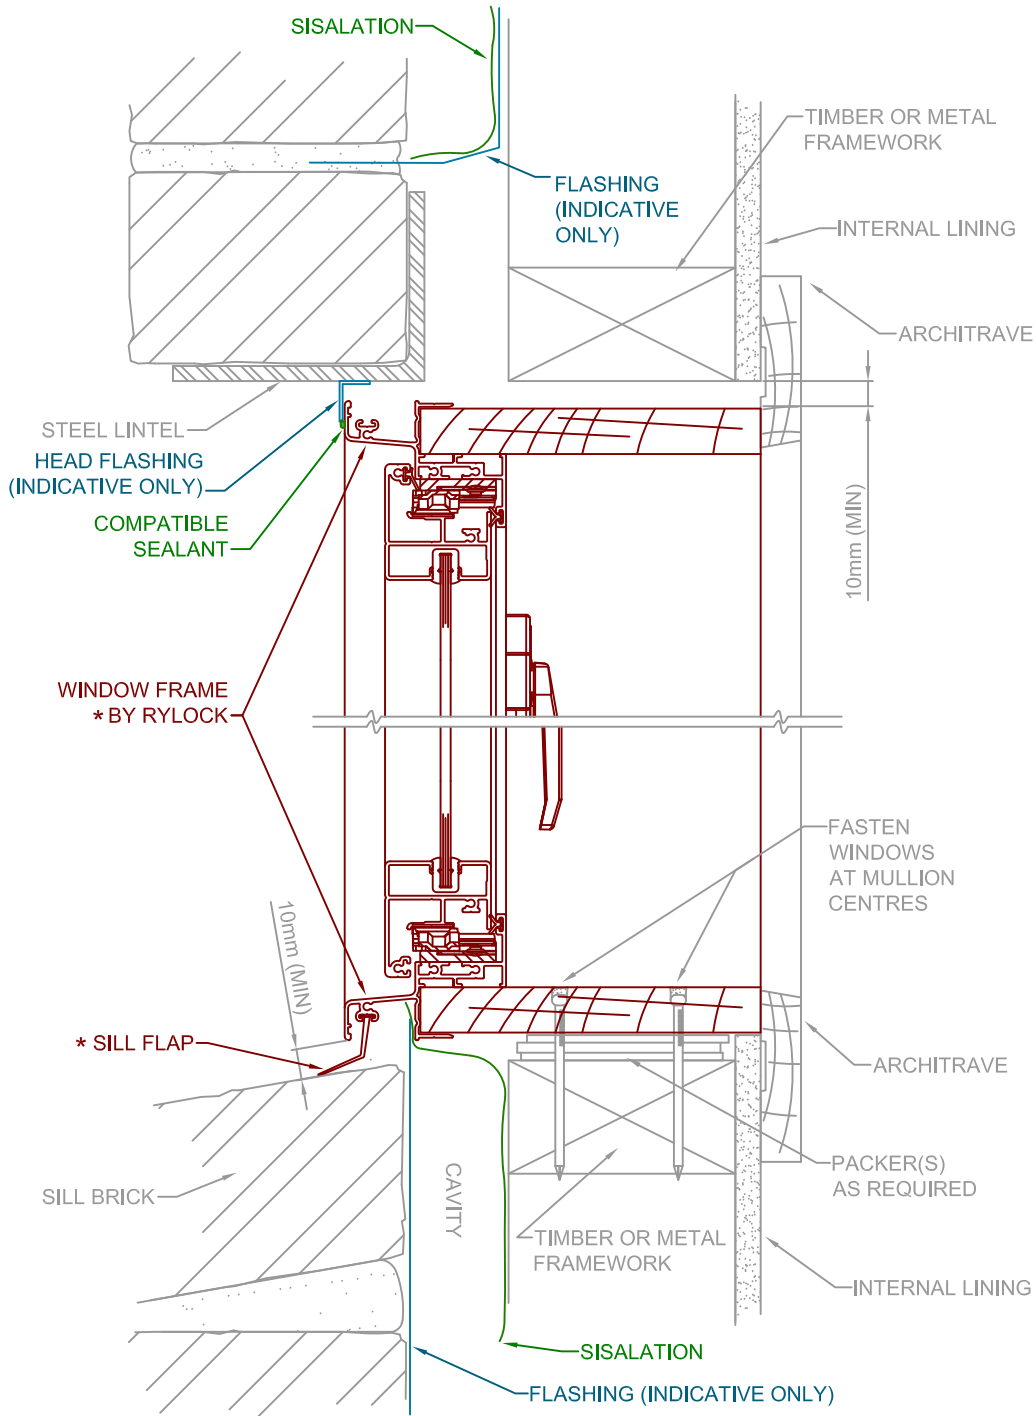 SISALATION
TIMBER OR METAL
FRAMEWORK
FLASHING
(INDICATIVE
ONLY)
INTERNAL LINING
ARCHITRAVE
STEEL LINTEL
HEAD FLASHING
(INDICATIVE ONLY)
COMPATIBLE
SEALANT
10mm (MIN)
WINDOW FRAME
* BY RYLOCK
FASTEN
WINDOWS
AT MULLION
CENTRES
10mm (MIN)
* SILL FLAP
ARCHITRAVE
SILL BRICK
CAVITY
PACKER(S)
AS REQUIRED
TIMBER OR METAL
FRAMEWORK
INTERNAL LINING
SISALATION
FLASHING (INDICATIVE ONLY)